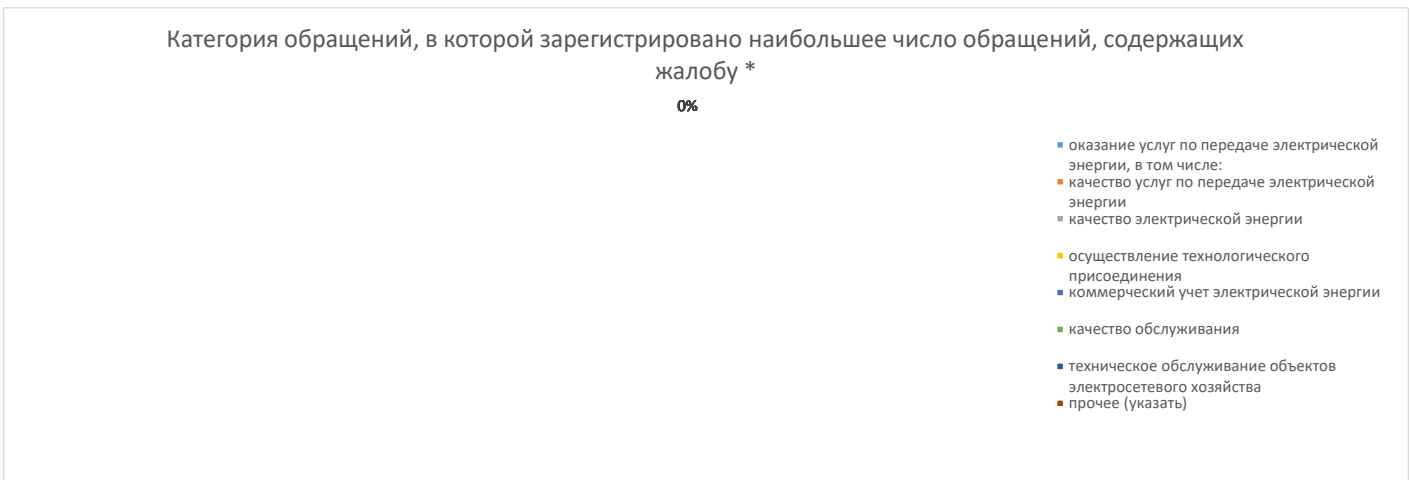 Категория обращений, в которой зарегистрировано наибольшее число обращений, содержащих
жалобу *
0%
оказание услуг по передаче электрической
энергии, в том числе:
качество услуг по передаче электрической
энергии
качество электрической энергии
осуществление технологического
присоединения
коммерческий учет электрической энергии
качество обслуживания
техническое обслуживание объектов
электросетевого хозяйства
прочее (указать)